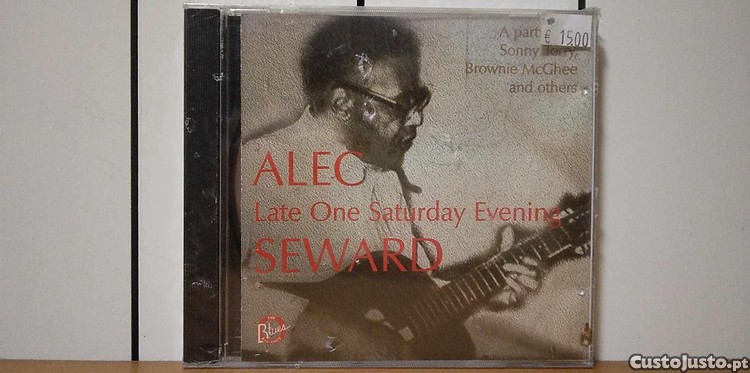 A part
€ 15.00
Sonny Terry,
Brownie McGhee
and others
ALEC
Late One Saturday Evening
SEWARD
Blues
CustoJusto.pt